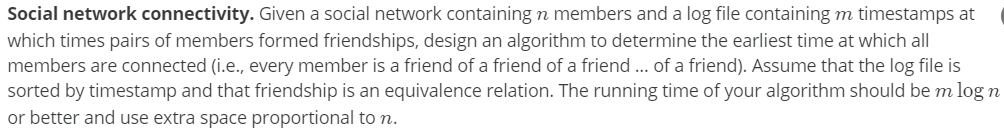 Social network connectivity. Given a social network containing n members and a log file containing m timestamps at
which times pairs of members formed friendships, design an algorithm to determine the earliest time at which all
members are connected (i.e., every member is a friend of a friend of a friend ... of a friend). Assume that the log file is
sorted by timestamp and that friendship is an equivalence relation. The running time of your algorithm should be m log n
or better and use extra space proportional to n.